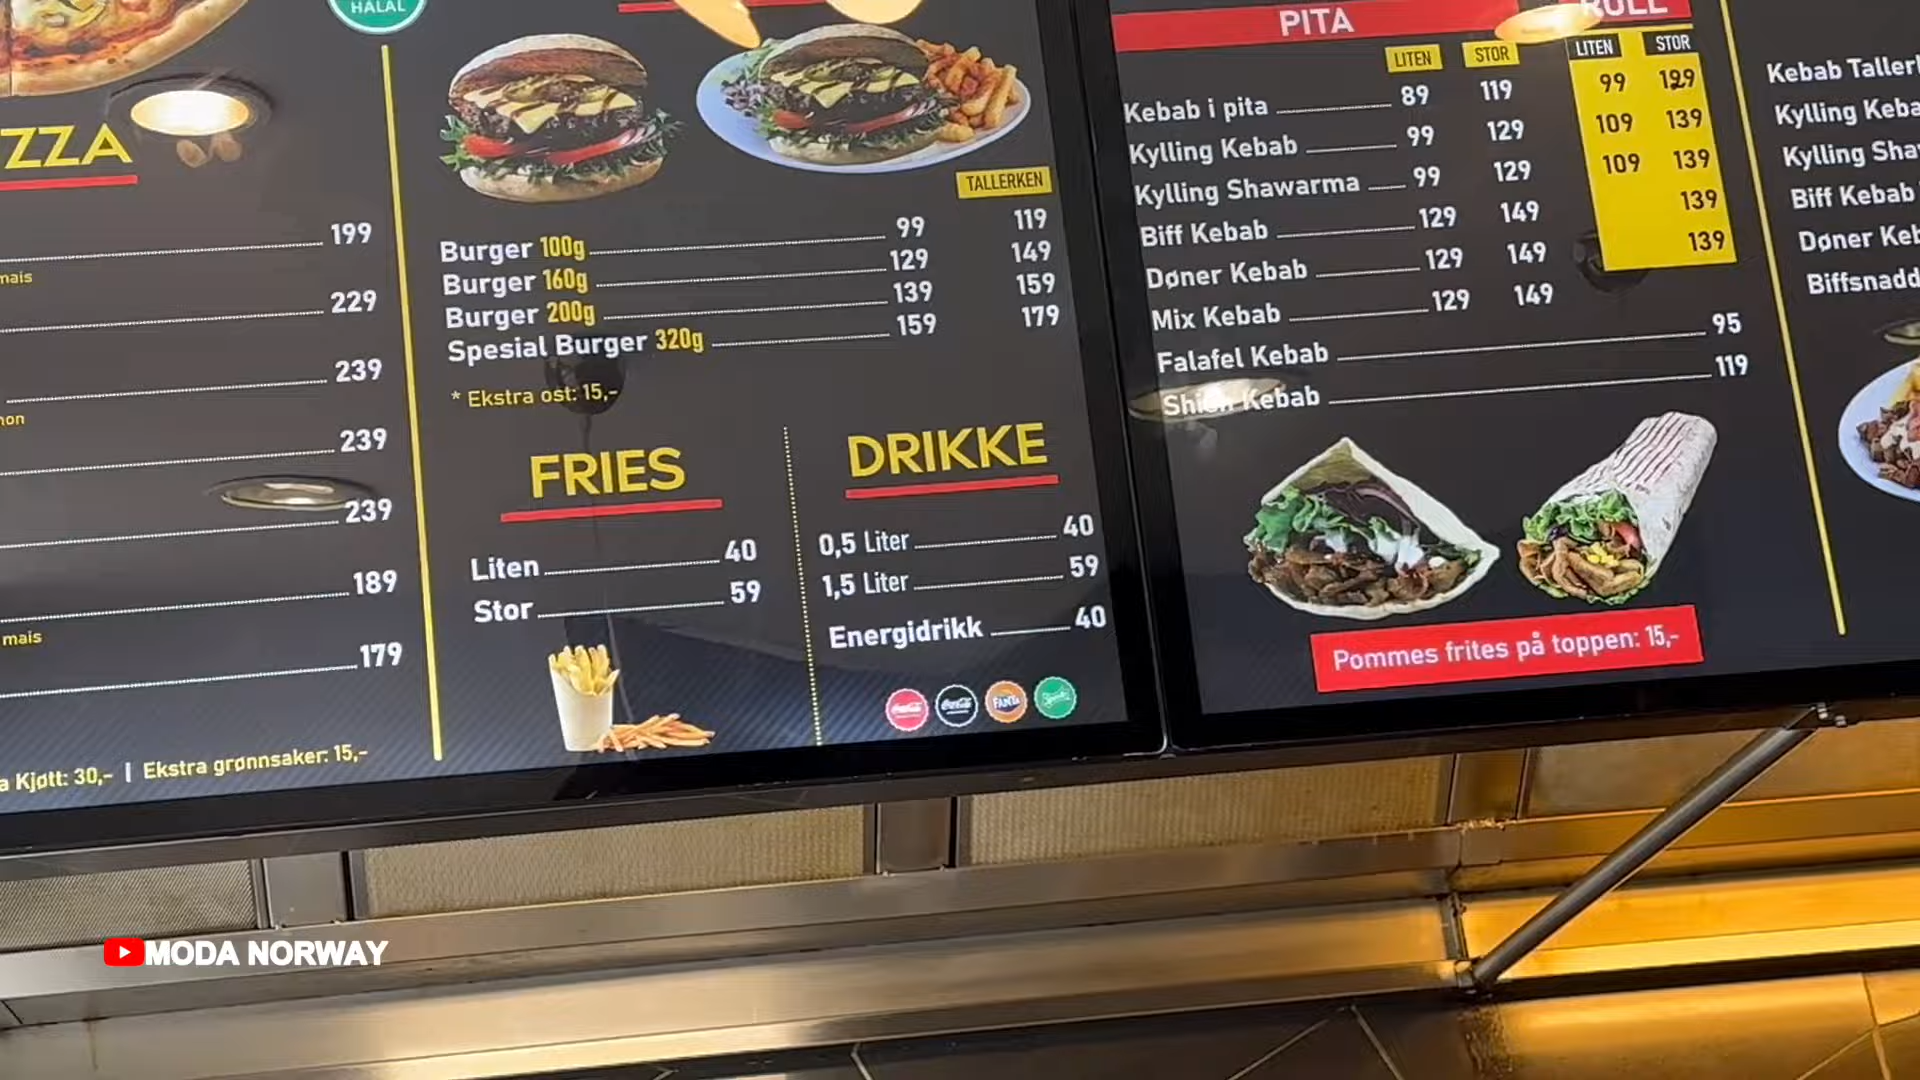 HALAL
ZZA
199
mais
229
239
239
239
189
mais
179
Kjøtt: 30,- | Ekstra grønnsaker: 15,-
TALLERKEN
Burger 100g 99 119
Burger 160g 129 149
Burger 200g 139 159
Spesial Burger 320g 159 179
* Ekstra ost: 15,-
FRIES
Liten 40
Stor 59
DRIKKE
0,5 Liter 40
1,5 Liter 59
Energidrikk 40
FANTA
PITA ROLL
LITEN STOR LITEN STOR
Kebab i pita 89 119 99 129
Kylling Kebab 99 129 109 139
Kylling Shawarma 99 129 109 139
Biff Kebab 129 149 139
Døner Kebab 129 149 139
Mix Kebab 129 149
Falafel Kebab 95
Shish Kebab 119
Pommes frites på toppen: 15,-
Kebab Tallerk
Kylling Keba
Kylling Sha
Biff Kebab
Døner Keb
Biffsnadd
MODA NORWAY